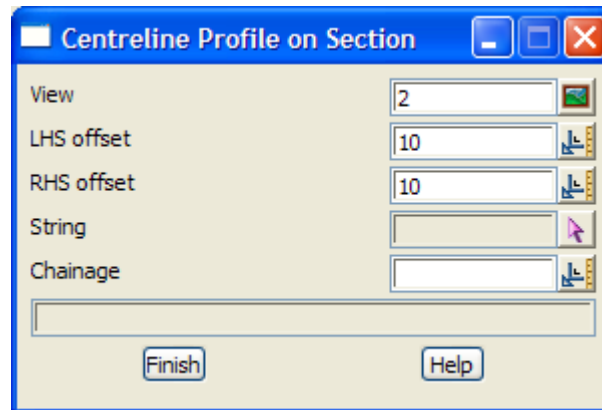 Centreline Profile on Section
View 2
LHS offset 10
RHS offset 10
String
Chainage
Finish Help